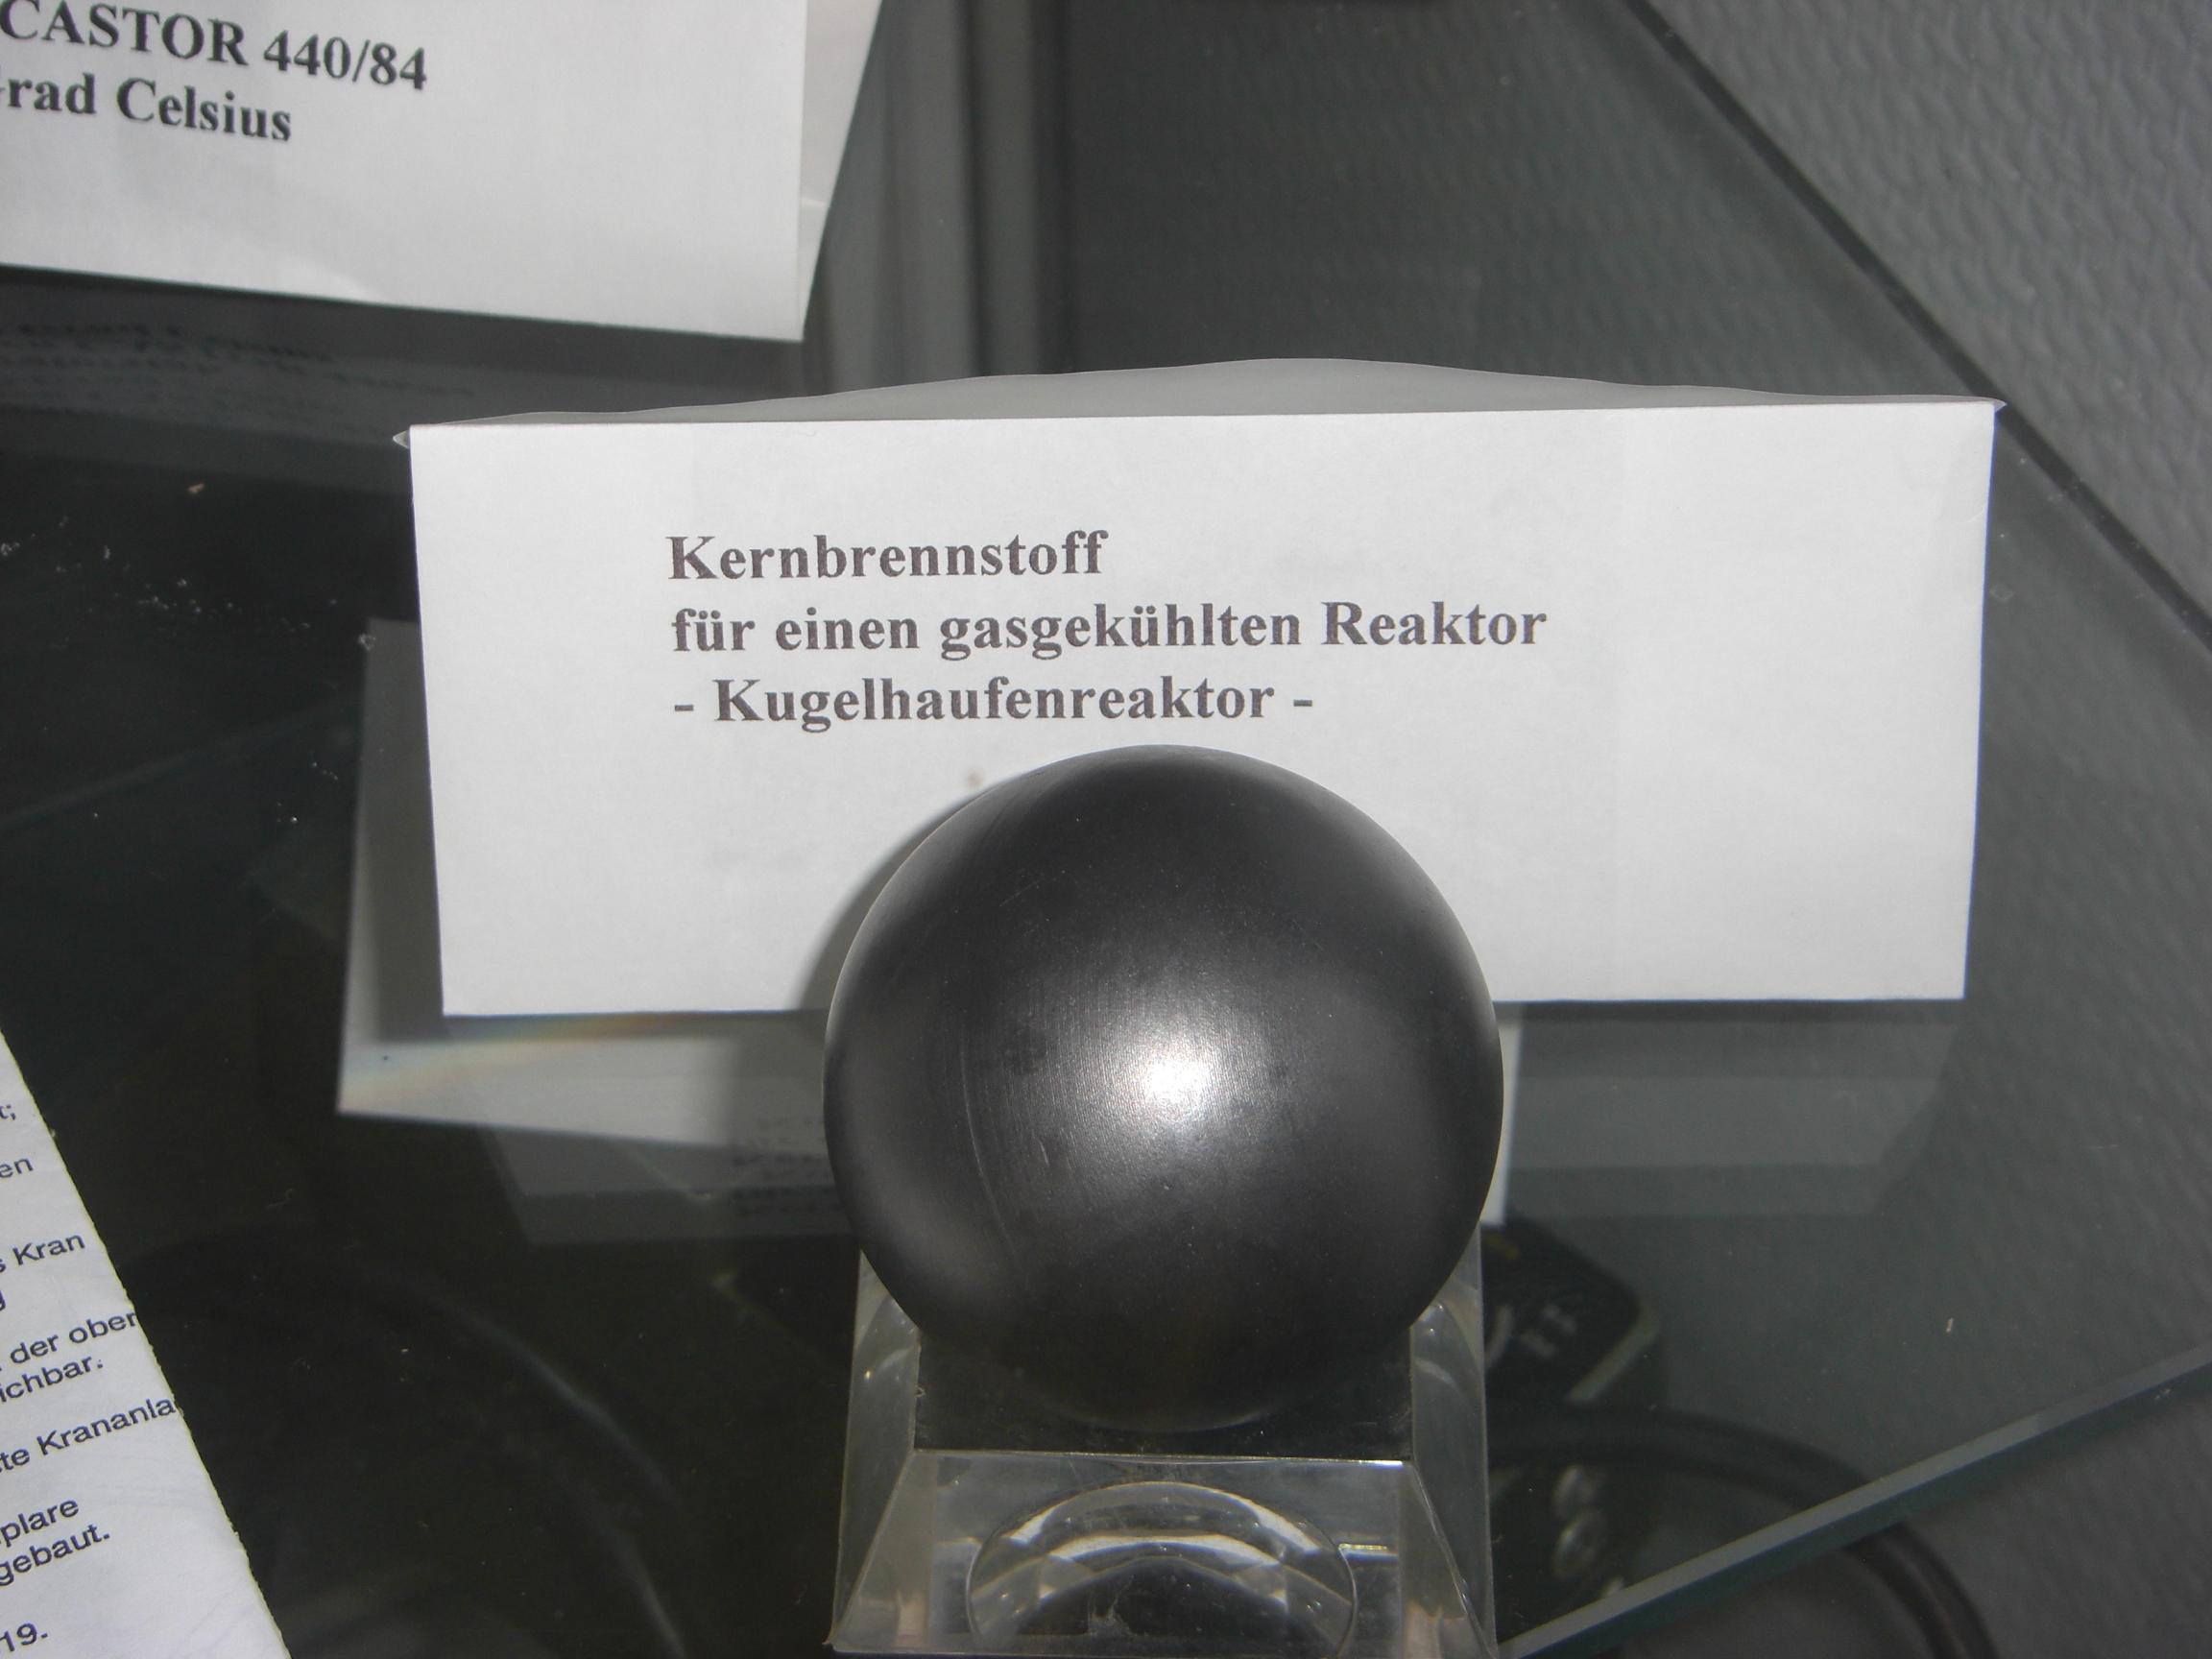 CASTOR 440/84
rad Celsius
Kernbrennstoff
für einen gasgekühlten Reaktor
- Kugelhaufenreaktor -
t;
en
s Kran
der ober
ichbar.
te Krananla
plare
gebaut.
19.